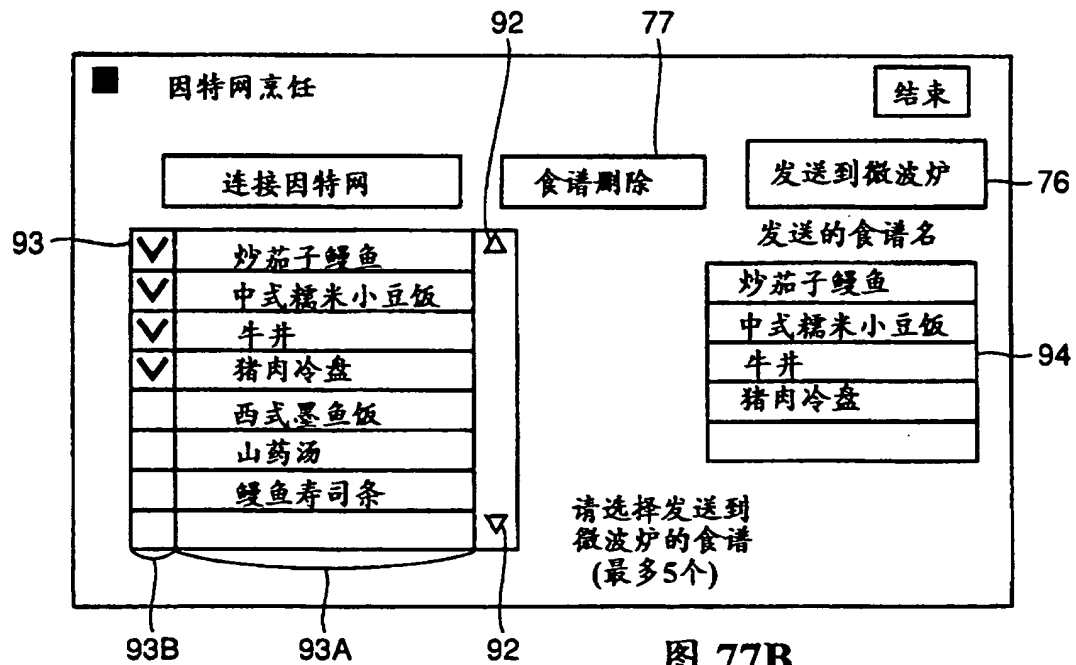 92
77
因特网烹任
结束
连接因特网
食谱删除
发送到微波炉
76
93
发送的食谱名
炒茄子鳗鱼
中式糯米小豆饭
牛井
猪肉冷盘
西式墨鱼饭
山药汤
鳗鱼寿司条
炒茄子鳗鱼
中式糯米小豆饭
牛井
猪肉冷盘
94
请选择发送到
微波炉的食谱
(最多5个)
93B
93A
92
图 77B